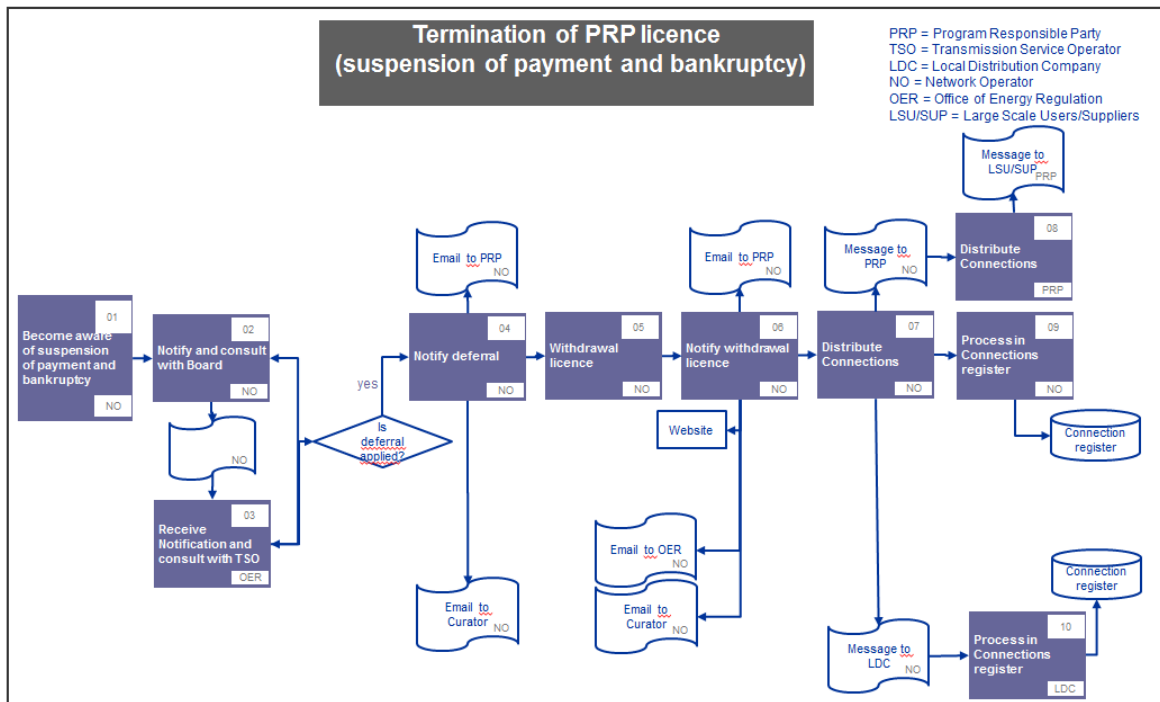 Termination of PRP licence
(suspension of payment and bankruptcy)
PRP = Program Responsible Party
TSO = Transmission Service Operator
LDC = Local Distribution Company
NO = Network Operator
OER = Office of Energy Regulation
LSU/SUP = Large Scale Users/Suppliers
Message to
LSU/SUP
PRP
Email to PRP
NO
Email to PRP
NO
Message to
PRP
NO
08
Distribute
Connections
PRP
01
Become aware
of suspension
of payment and
bankruptcy
NO
02
Notify and consult
with Board
NO
04
Notify deferral
NO
05
Withdrawal
licence
NO
06
Notify withdrawal
licence
NO
07
Distribute
Connections
NO
09
Process in
Connections
register
NO
yes
Is
deferral
applied?
NO
Website
Connection
register
03
Receive
Notification and
consult with TSO
OER
Email to OER
NO
Email to
Curator
NO
Email to
Curator
NO
Connection
register
Message to
LDC
NO
10
Process in
Connections
register
LDC